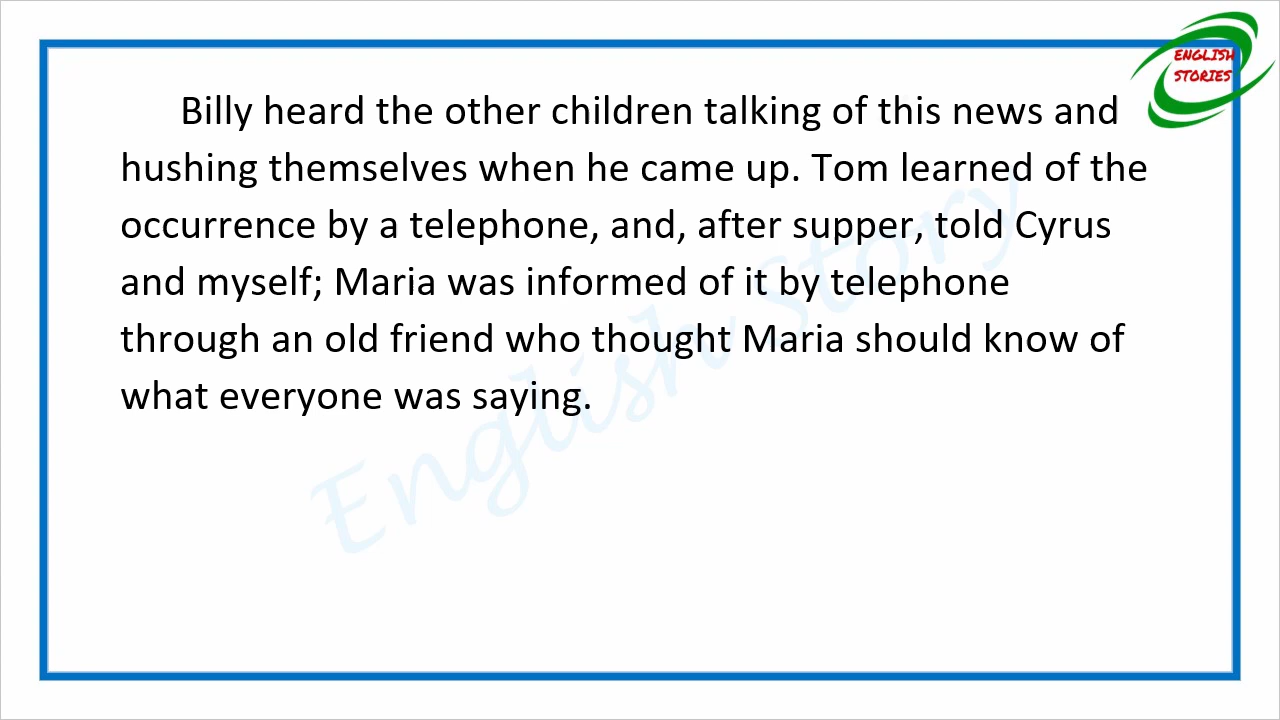 ENGLISH
STORIES
Billy heard the other children talking of this news and
hushing themselves when he came up. Tom learned of the
occurrence by a telephone, and, after supper, told Cyrus
and myself; Maria was informed of it by telephone
through an old friend who thought Maria should know of
what everyone was saying.
English Story